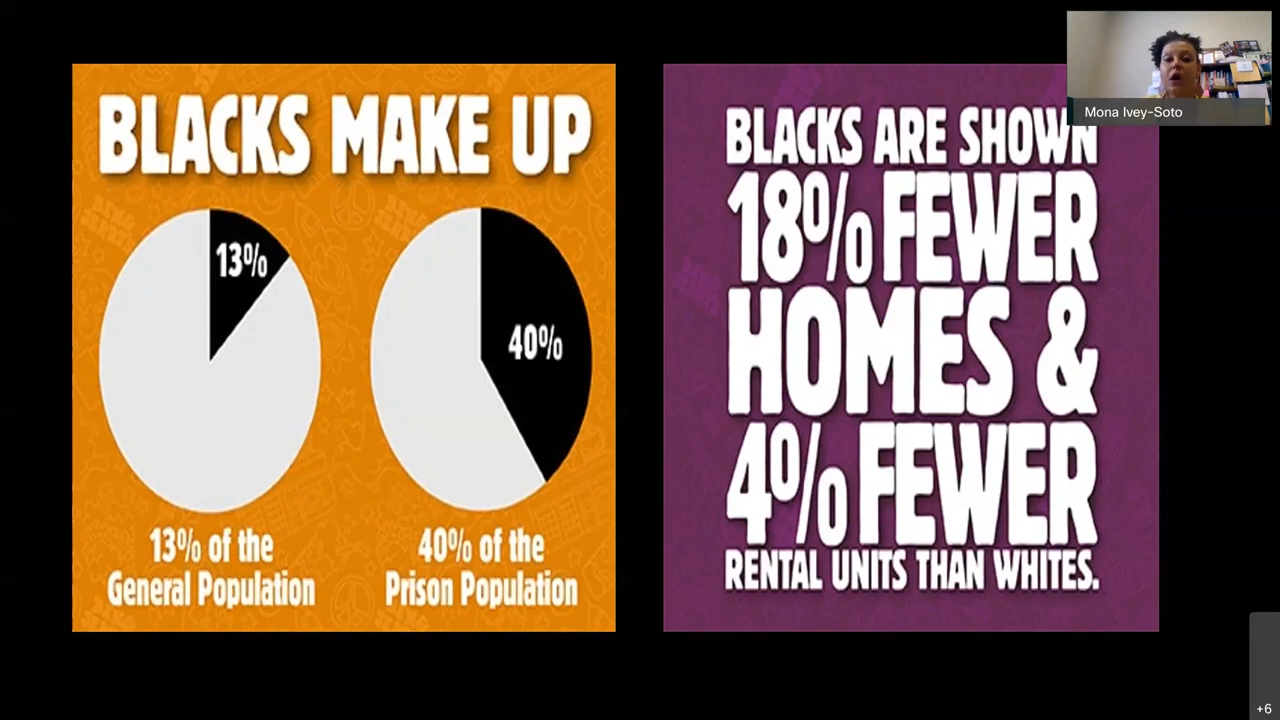 BLACKS MAKE UP
13%
40%
13% of the
General Population
40% of the
Prison Population
BLACKS ARE SHOWN
18% FEWER
HOMES &
4% FEWER
RENTAL UNITS THAN WHITES.
Mona Ivey-Soto
+6